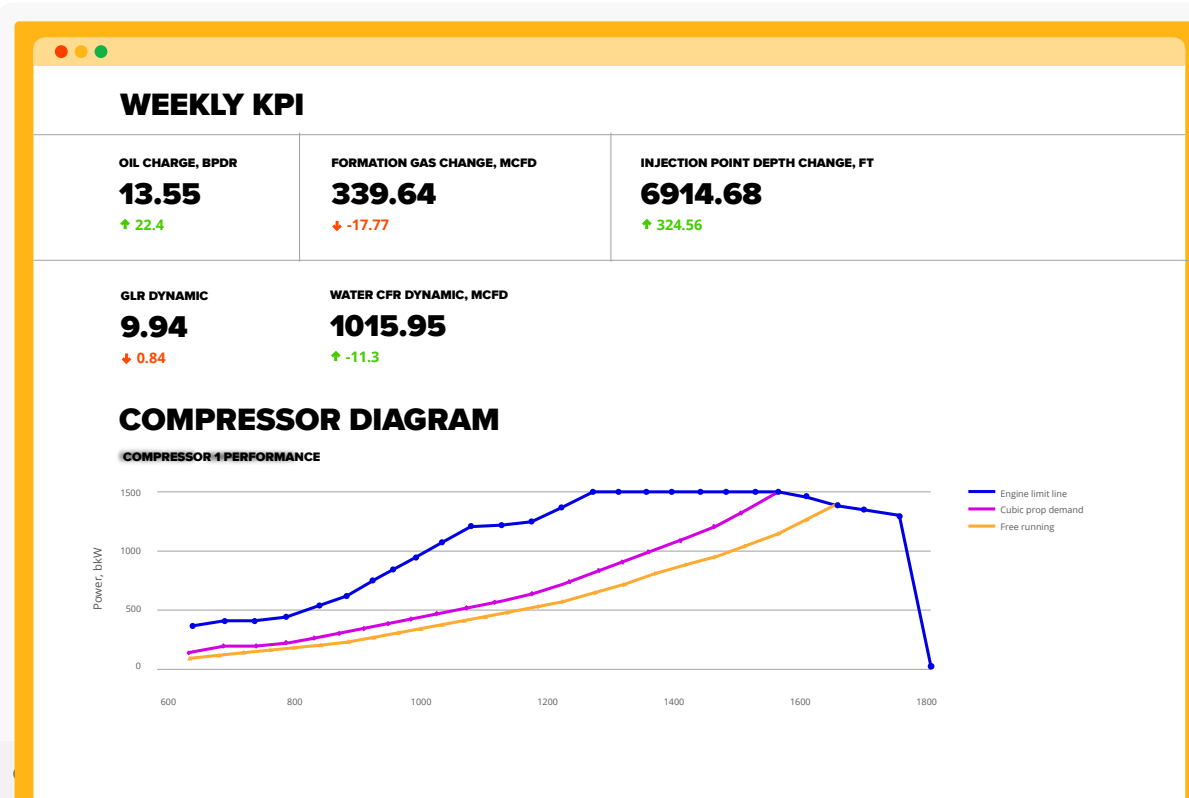 WEEKLY KPI
OIL CHARGE, BPDR
13.55
22.4
FORMATION GAS CHANGE, MCFD
339.64
-17.77
INJECTION POINT DEPTH CHANGE, FT
6914.68
324.56
GLR DYNAMIC
9.94
0.84
WATER CFR DYNAMIC, MCFD
1015.95
-11.3
COMPRESSOR DIAGRAM
COMPRESSOR 1 PERFORMANCE
Power, bkW
1500
1000
500
0
600 800 1000 1200 1400 1600 1800
Engine limit line
Cubic prop demand
Free running